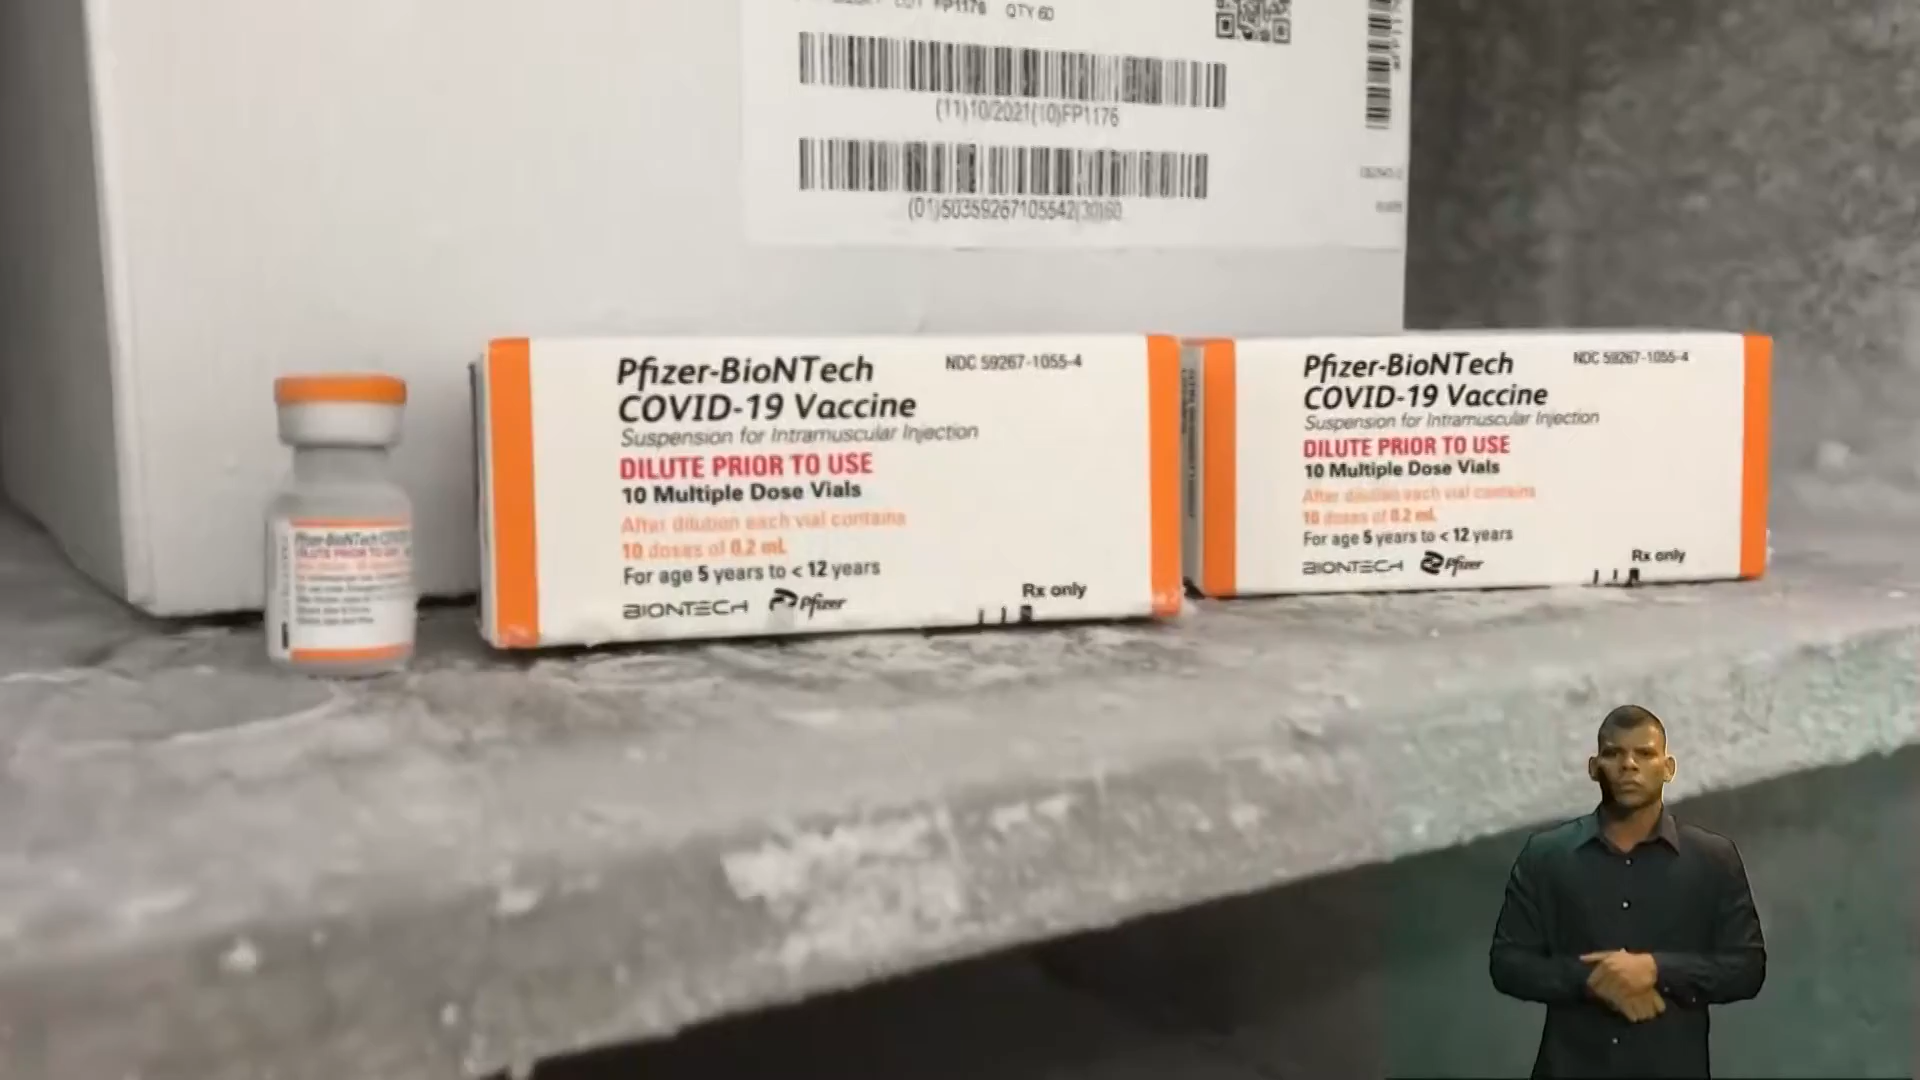 FP1176 QTY 60
(11)10/2021(10)FP1176
(01)50359267105542(30)60
Pfizer-BioNTech
NDC 59267-1055-4
COVID-19 Vaccine
Suspension for Intramuscular Injection
DILUTE PRIOR TO USE
10 Multiple Dose Vials
After dilution each vial contains
10 doses of 0.2 mL
For age 5 years to < 12 years
Rx only
BIONTECH Pfizer
Pfizer-BioNTech
NDC 59267-1055-4
COVID-19 Vaccine
Suspension for Intramuscular Injection
DILUTE PRIOR TO USE
10 Multiple Dose Vials
After dilution each vial contains
10 doses of 0.2 mL
For age 5 years to < 12 years
Rx only
BIONTECH Pfizer
Pfizer-BioNTech COVID
DILUTE PRIOR TO